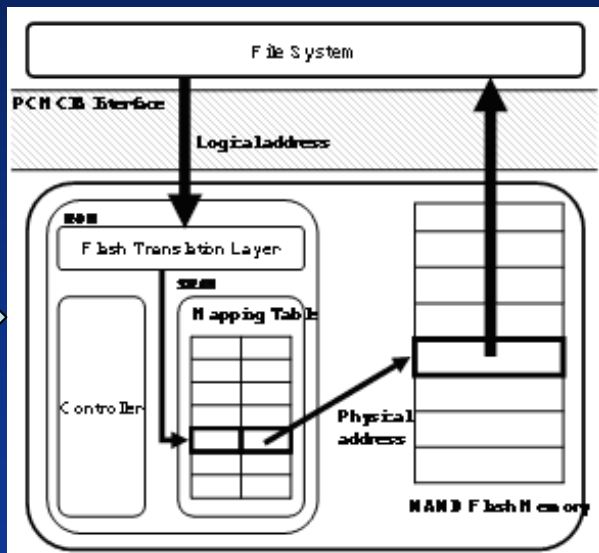 File System
PCMCIA Interface
Logical address
ROM
Flash Translation Layer
SRAM
Mapping Table
Controller
Physical
address
NAND Flash Memory